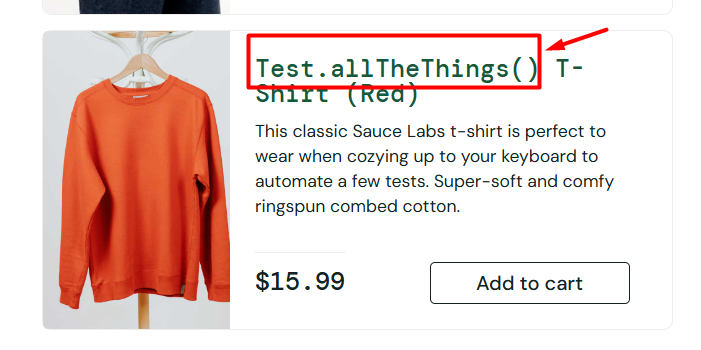 Test.allTheThings() T-
Shirt (Red)
This classic Sauce Labs t-shirt is perfect to
wear when cozying up to your keyboard to
automate a few tests. Super-soft and comfy
ringspun combed cotton.
$15.99
Add to cart